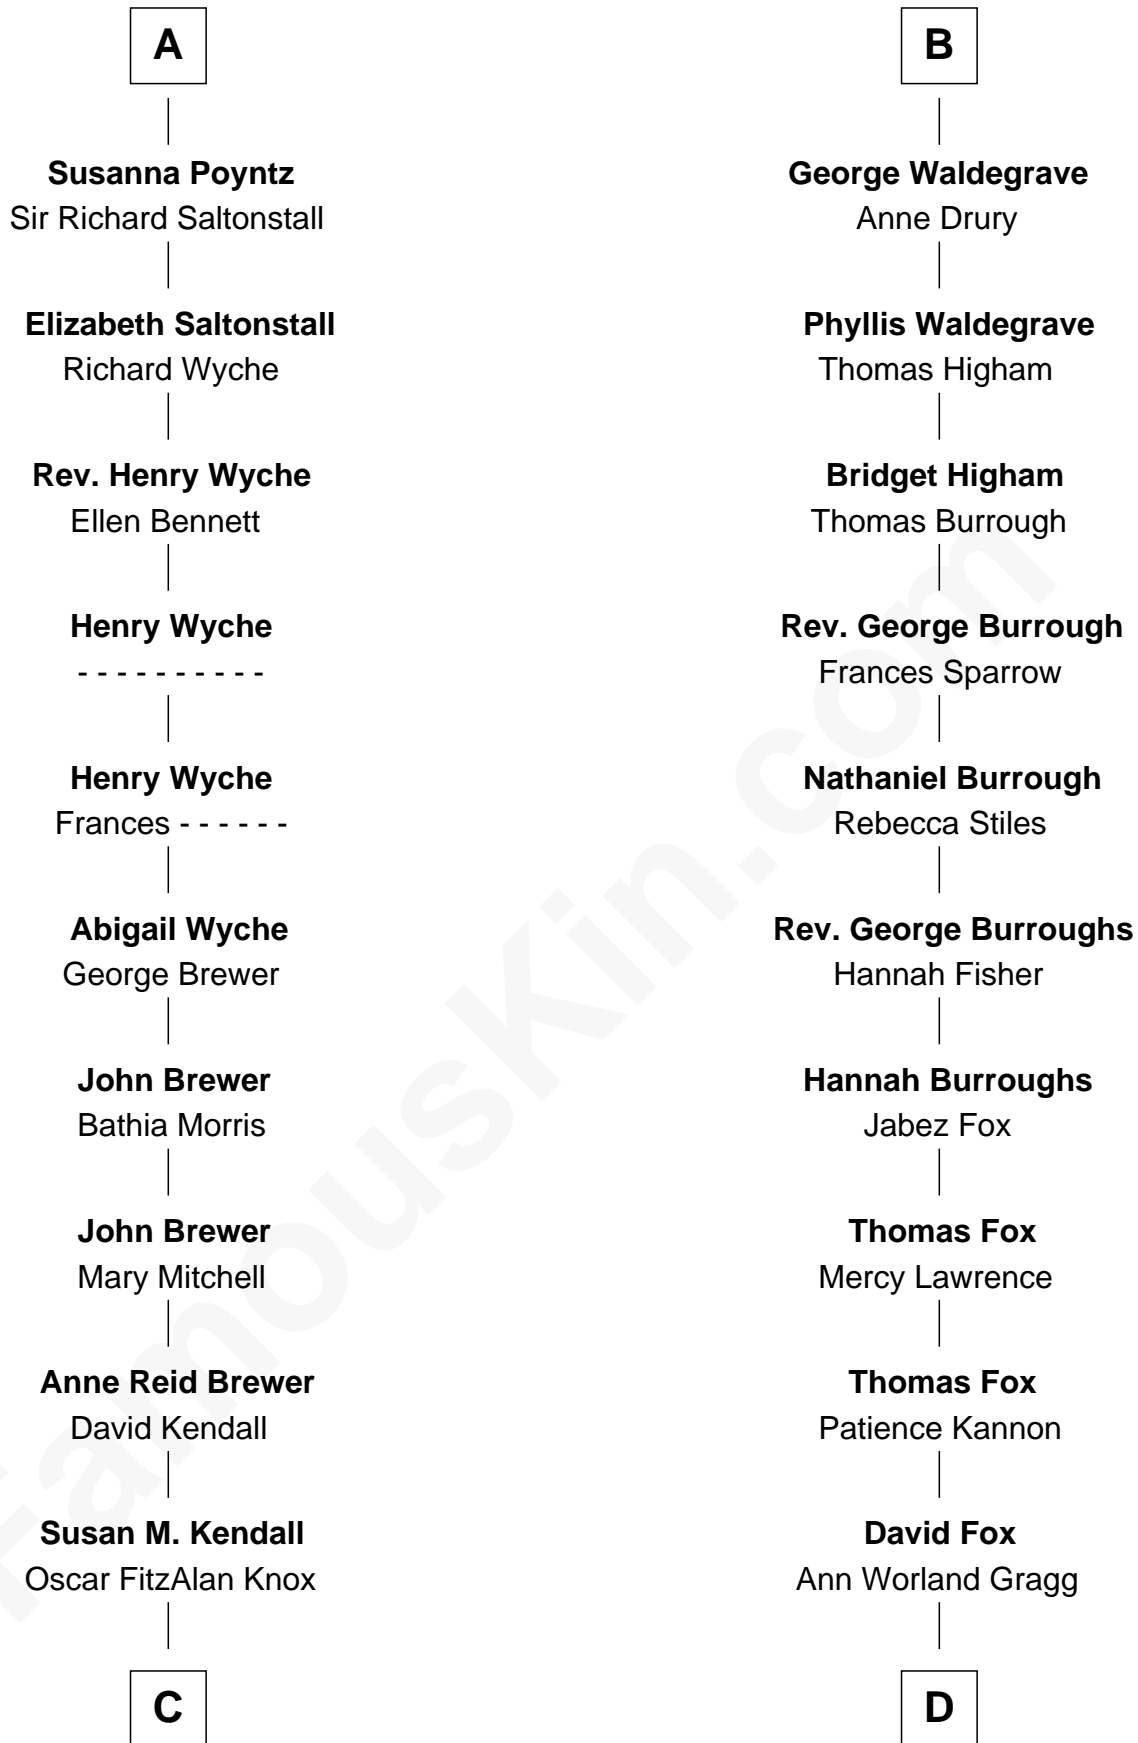 A
Susanna Poyntz
Sir Richard Saltonstall
Elizabeth Saltonstall
Richard Wyche
Rev. Henry Wyche
Ellen Bennett
Henry Wyche
- - - - - - - - - -
Henry Wyche
Frances - - - - - -
Abigail Wyche
George Brewer
John Brewer
Bathia Morris
John Brewer
Mary Mitchell
Anne Reid Brewer
David Kendall
Susan M. Kendall
Oscar FitzAlan Knox
C
B
George Waldegrave
Anne Drury
Phyllis Waldegrave
Thomas Higham
Bridget Higham
Thomas Burrough
Rev. George Burrough
Frances Sparrow
Nathaniel Burrough
Rebecca Stiles
Rev. George Burroughs
Hannah Fisher
Hannah Burroughs
Jabez Fox
Thomas Fox
Mercy Lawrence
Thomas Fox
Patience Kannon
David Fox
Ann Worland Gragg
D
FamousKin.com